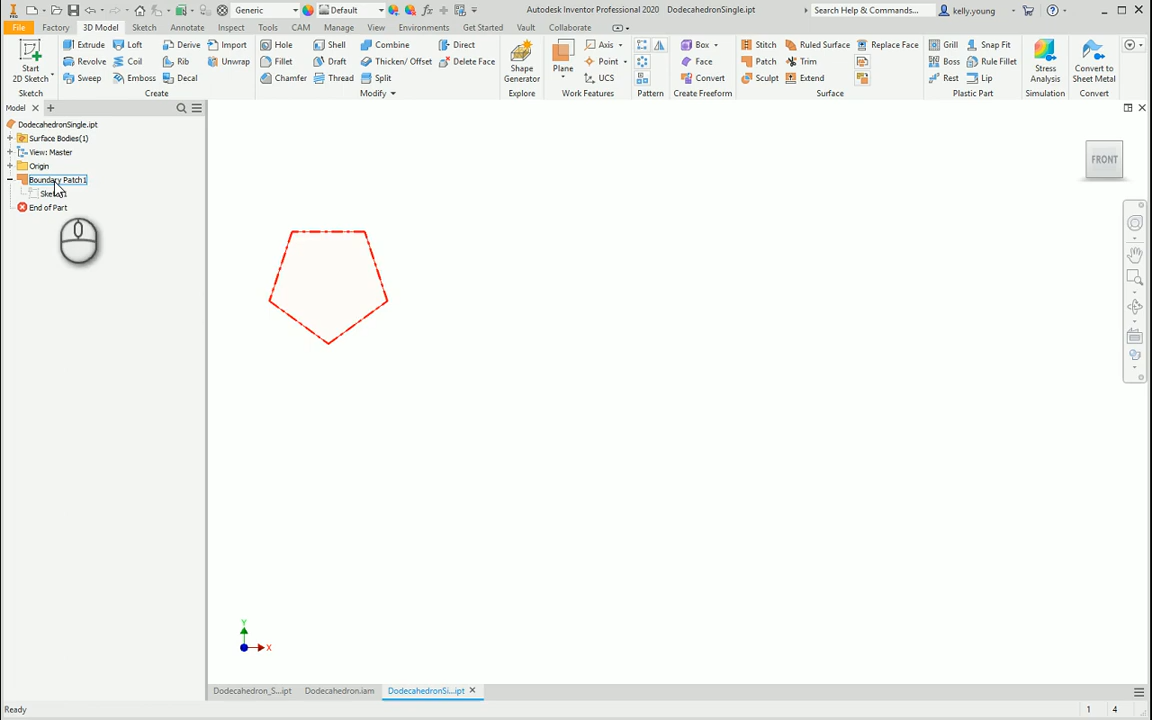 Generic
Default
Autodesk Inventor Professional 2020 DodecahedronSingle.ipt
Search Help & Commands...
kelly.young
File Factory 3D Model Sketch Annotate Inspect Tools CAM Manage View Environments Get Started Vault Collaborate
Start
2D Sketch
Sketch
Extrude Loft Derive Import
Revolve Coil Rib Unwrap
Sweep Emboss Decal
Create
Hole Shell Combine Direct
Fillet Draft Thicken/ Offset Delete Face
Chamfer Thread Split
Modify
Shape
Generator
Explore
Plane
Axis
Point
UCS
Work Features
Pattern
Box
Face
Convert
Create Freeform
Stitch Ruled Surface Replace Face
Patch Trim
Sculpt Extend
Surface
Grill Snap Fit
Boss Rule Fillet
Rest Lip
Plastic Part
Stress
Analysis
Simulation
Convert to
Sheet Metal
Convert
Model
DodecahedronSingle.ipt
Surface Bodies(1)
View: Master
Origin
Boundary Patch1
End of Part
FRONT
Y
X
Dodecahedron_S...ipt Dodecahedron.iam DodecahedronSi...ipt
Ready
1 4